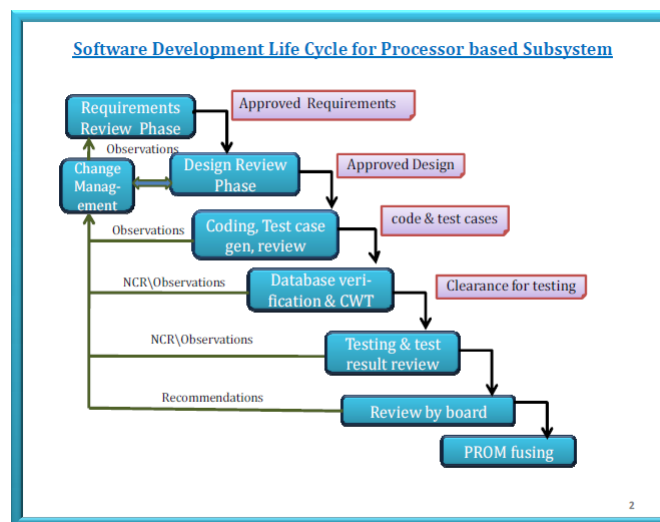 Software Development Life Cycle for Processor based Subsystem
Requirements
Review Phase
Approved Requirements
Observations
Change
Manag-
ement
Design Review
Phase
Approved Design
Observations
Coding, Test case
gen, review
code & test cases
NCR\Observations
Database veri-
fication & CWT
Clearance for testing
NCR\Observations
Testing & test
result review
Recommendations
Review by board
PROM fusing
2